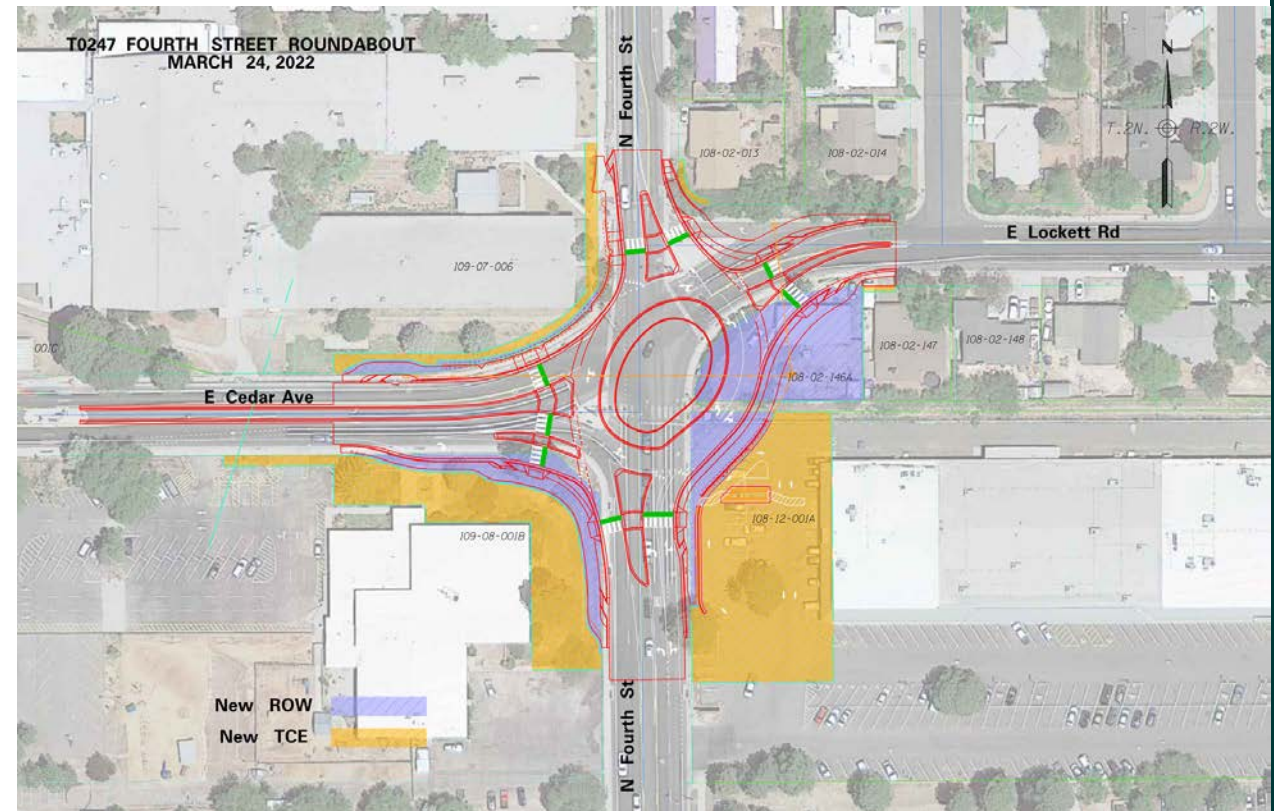 T0247 FOURTH STREET ROUNDABOUT
MARCH 24, 2022
N Fourth St
N
T.2N. R.2W.
108-02-013
108-02-014
E Lockett Rd
109-07-006
001C
108-02-147
108-02-148
108-02-146A
E Cedar Ave
108-12-001A
109-08-001B
New ROW
New TCE
N Fourth St